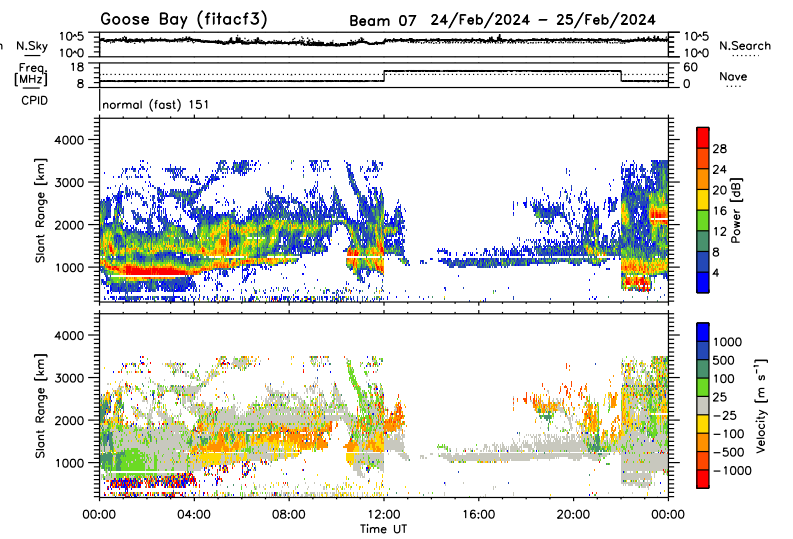 Goose Bay (fitacf3) Beam 07 24/Feb/2024 − 25/Feb/2024
N.Sky 10^5 10^5 N.Search
10^0 10^0
Freq. 18 60
[MHz] 8 0 Nave
CPID normal (fast) 151
4000
3000
2000
1000
Slant Range [km]
28
24
20
16
12
8
4
Power [dB]
4000
3000
2000
1000
Slant Range [km]
1000
500
100
25
−25
−100
−500
−1000
Velocity [m s⁻¹]
00:00 04:00 08:00 12:00 16:00 20:00 00:00
Time UT